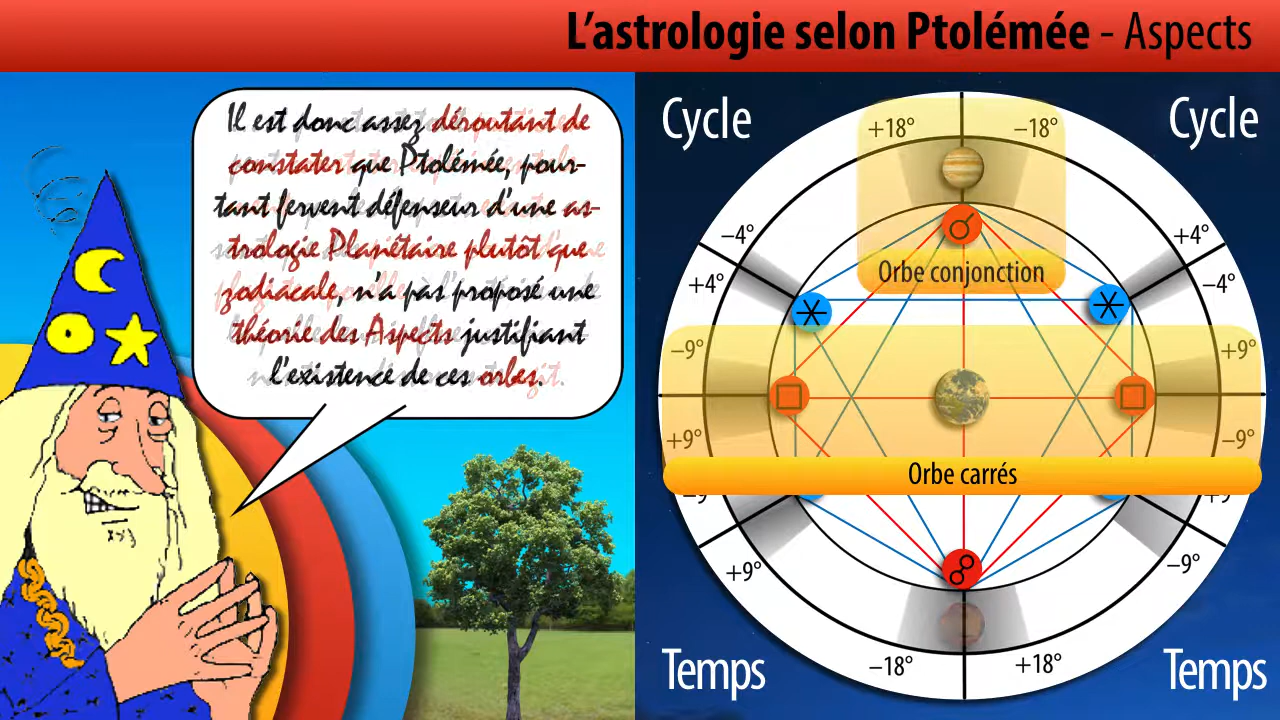 L'astrologie selon Ptolémée - Aspects
Il est donc assez déroutant de
constater que Ptolémée, pour-
tant fervent défenseur d'une as-
trologie Planétaire plutôt que
zodiacale, n'a pas proposé une
théorie des Aspects justifiant
l'existence de ces orbes.
Cycle
Cycle
+18°
−18°
−4°
+4°
+4°
−4°
Orbe conjonction
−9°
+9°
+9°
−9°
Orbe carrés
−9°
+9°
+9°
−9°
−18°
+18°
Temps
Temps